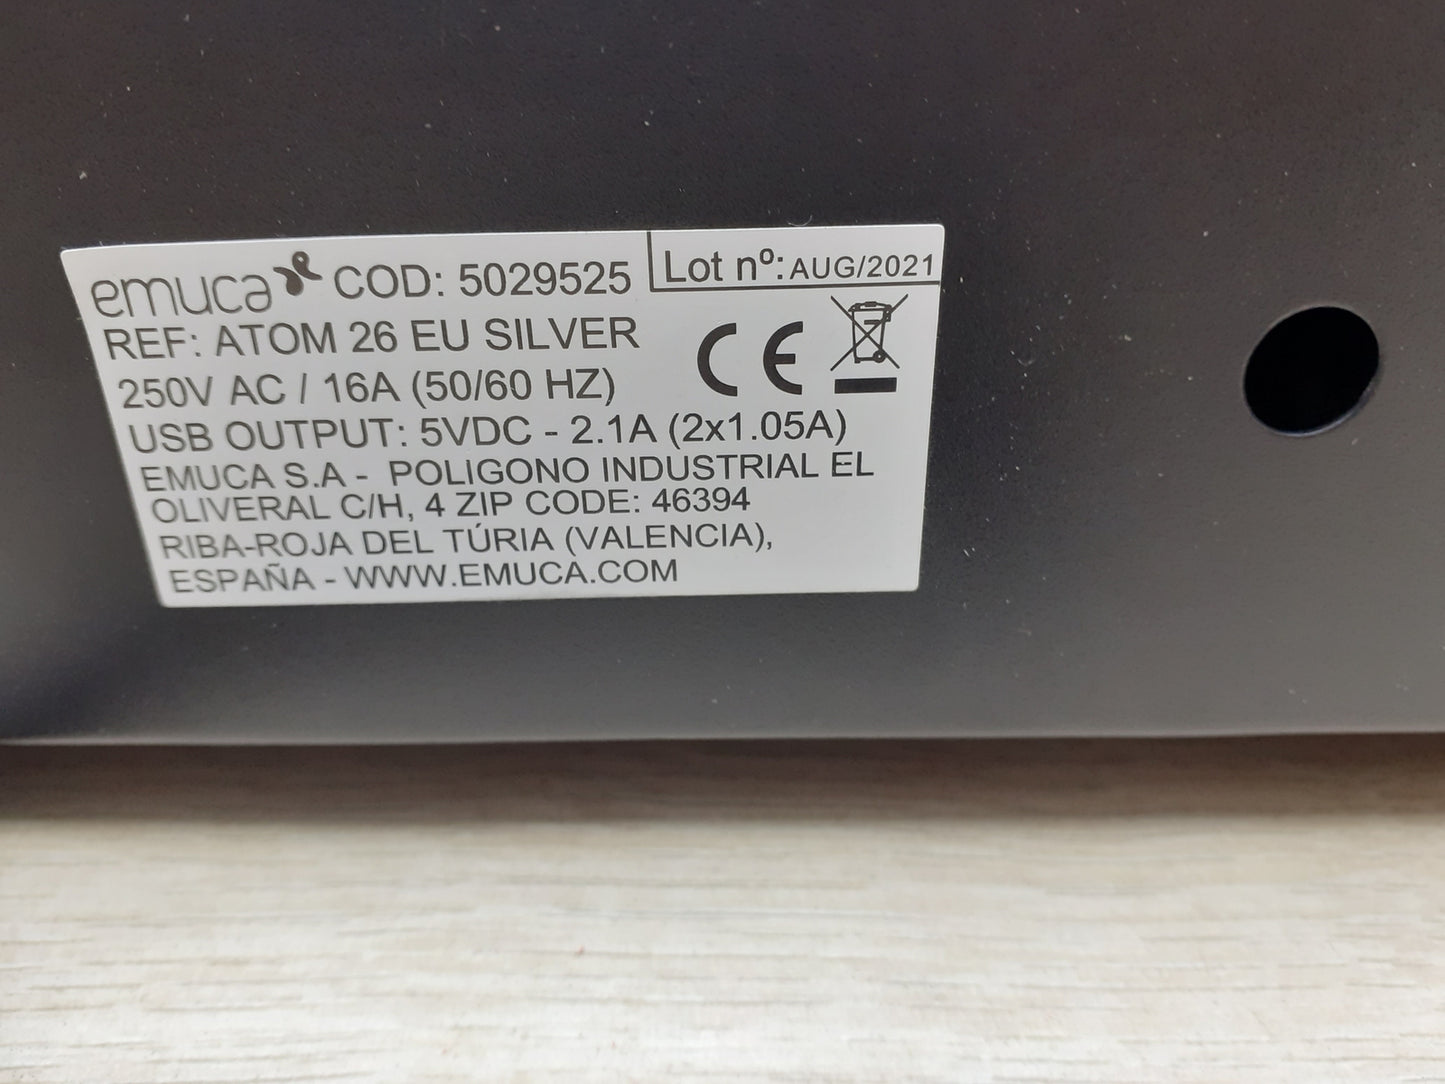 emuca COD: 5029525 Lot nº: AUG/2021
REF: ATOM 26 EU SILVER
CE
250V AC / 16A (50/60 HZ)
USB OUTPUT: 5VDC - 2.1A (2x1.05A)
EMUCA S.A - POLIGONO INDUSTRIAL EL
OLIVERAL C/H, 4 ZIP CODE: 46394
RIBA-ROJA DEL TÚRIA (VALENCIA),
ESPAÑA - WWW.EMUCA.COM